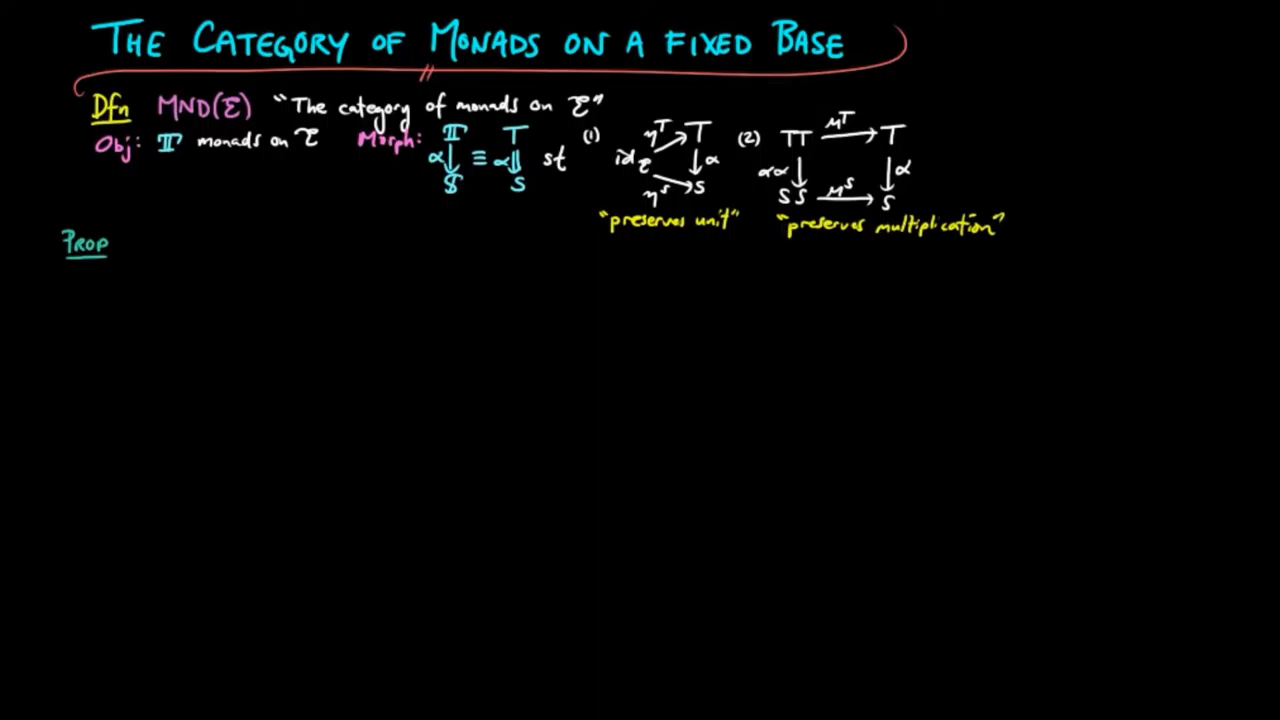 THE CATEGORY OF MONADS ON A FIXED BASE
Dfn MND(ℰ) "The category of monads on ℰ"
Obj: 𝕋 monads on ℰ Morph: 𝕋 α 𝕊 ≡ T α S st (1) id_ℰ η^T T α η^S S (2) TT μ^T T αα α SS μ^S S
"preserves unit" "preserves multiplication"
PROP